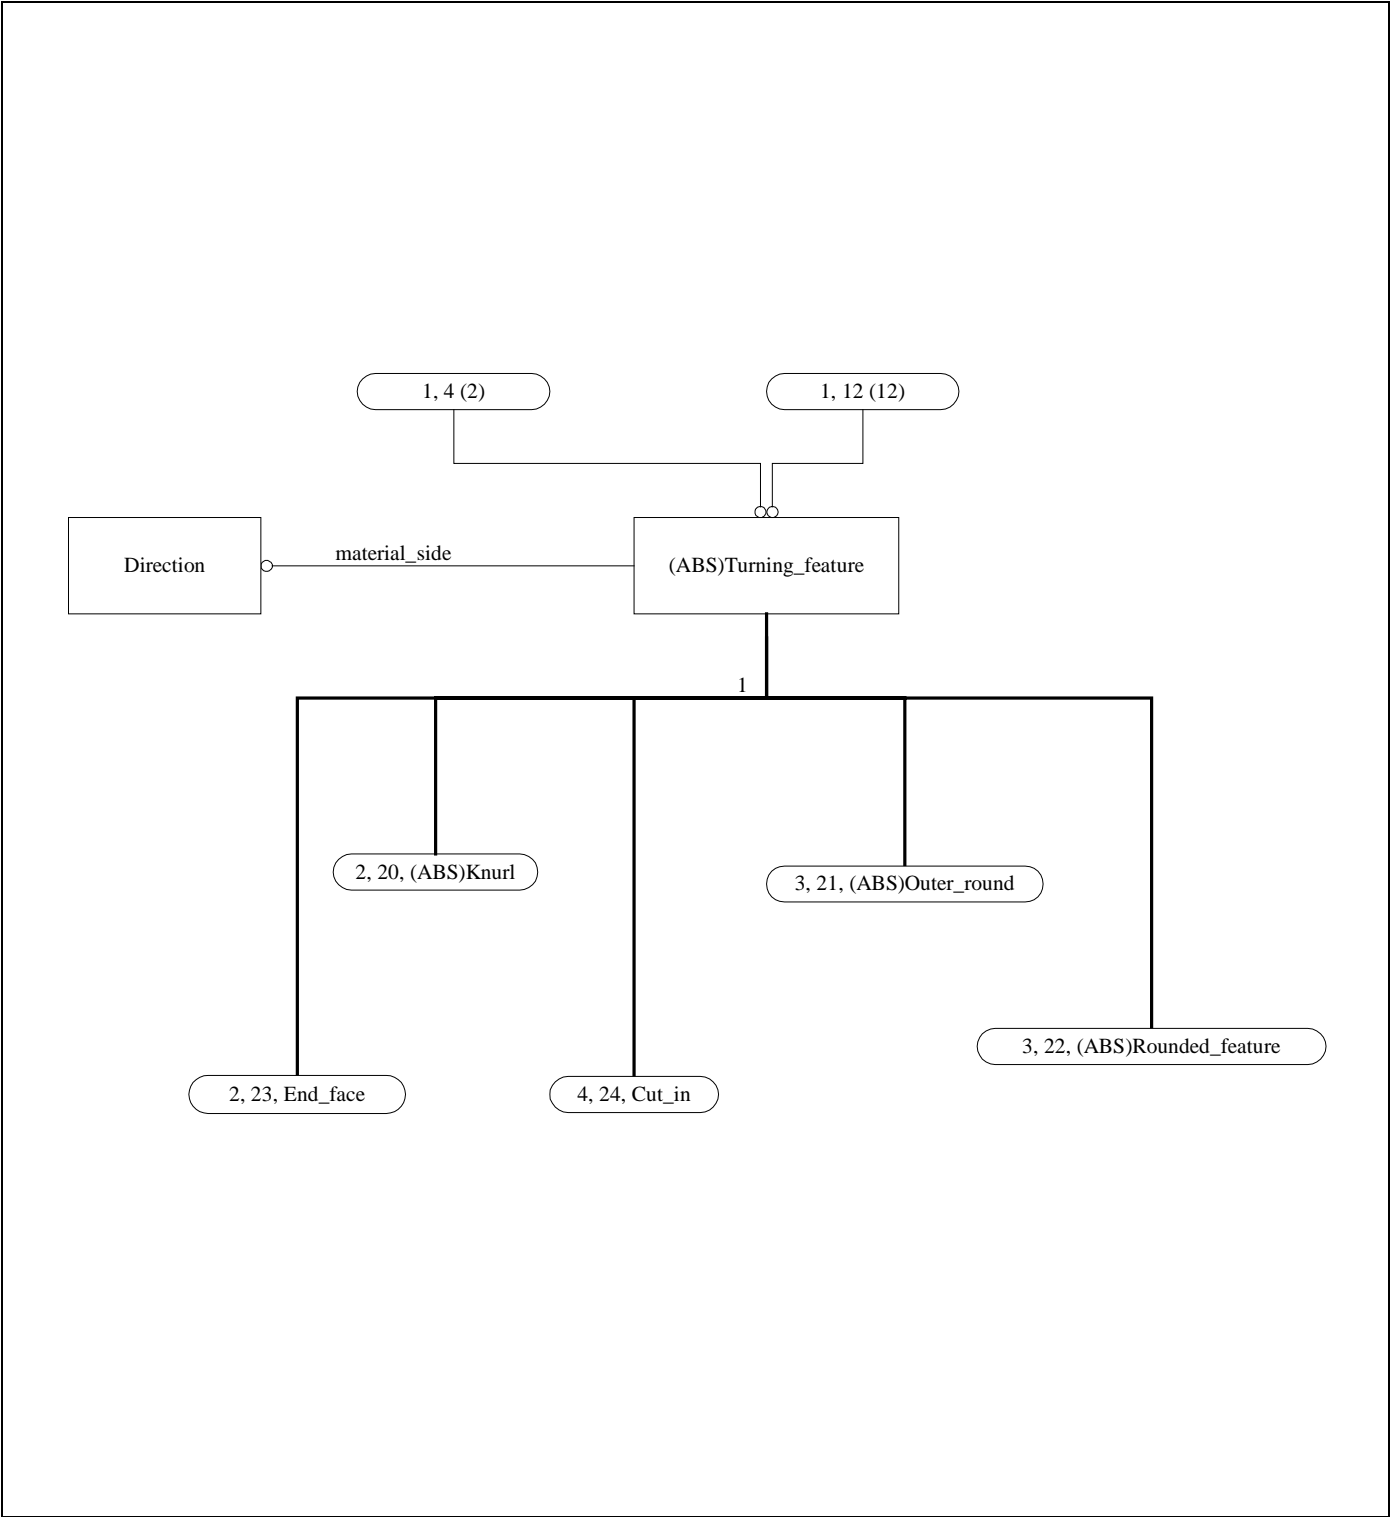 1, 4 (2)
1, 12 (12)
Direction
material_side
(ABS)Turning_feature
1
2, 20, (ABS)Knurl
3, 21, (ABS)Outer_round
3, 22, (ABS)Rounded_feature
2, 23, End_face
4, 24, Cut_in